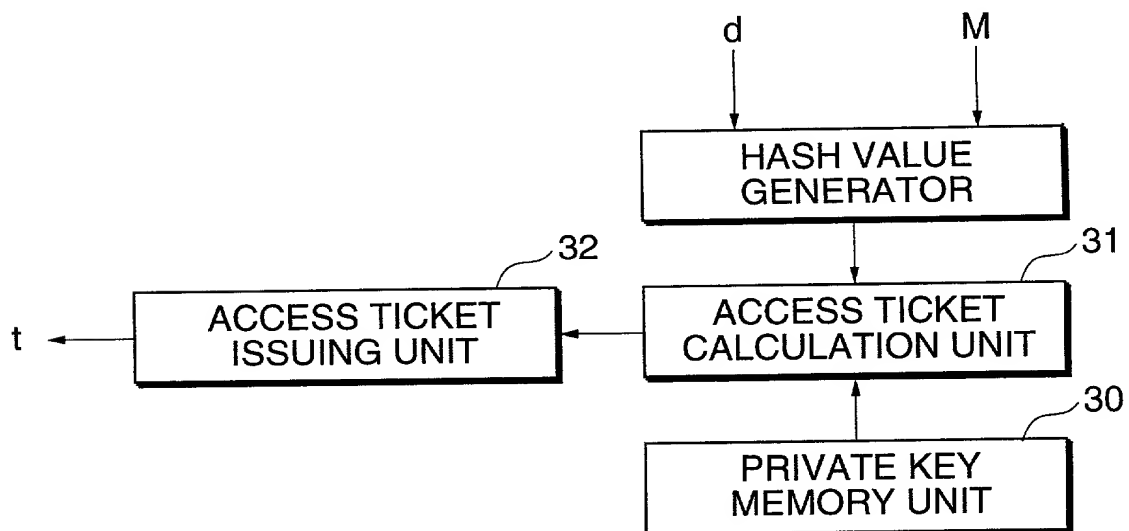 d
M
HASH VALUE
GENERATOR
32
31
t
ACCESS TICKET
ISSUING UNIT
ACCESS TICKET
CALCULATION UNIT
30
PRIVATE KEY
MEMORY UNIT